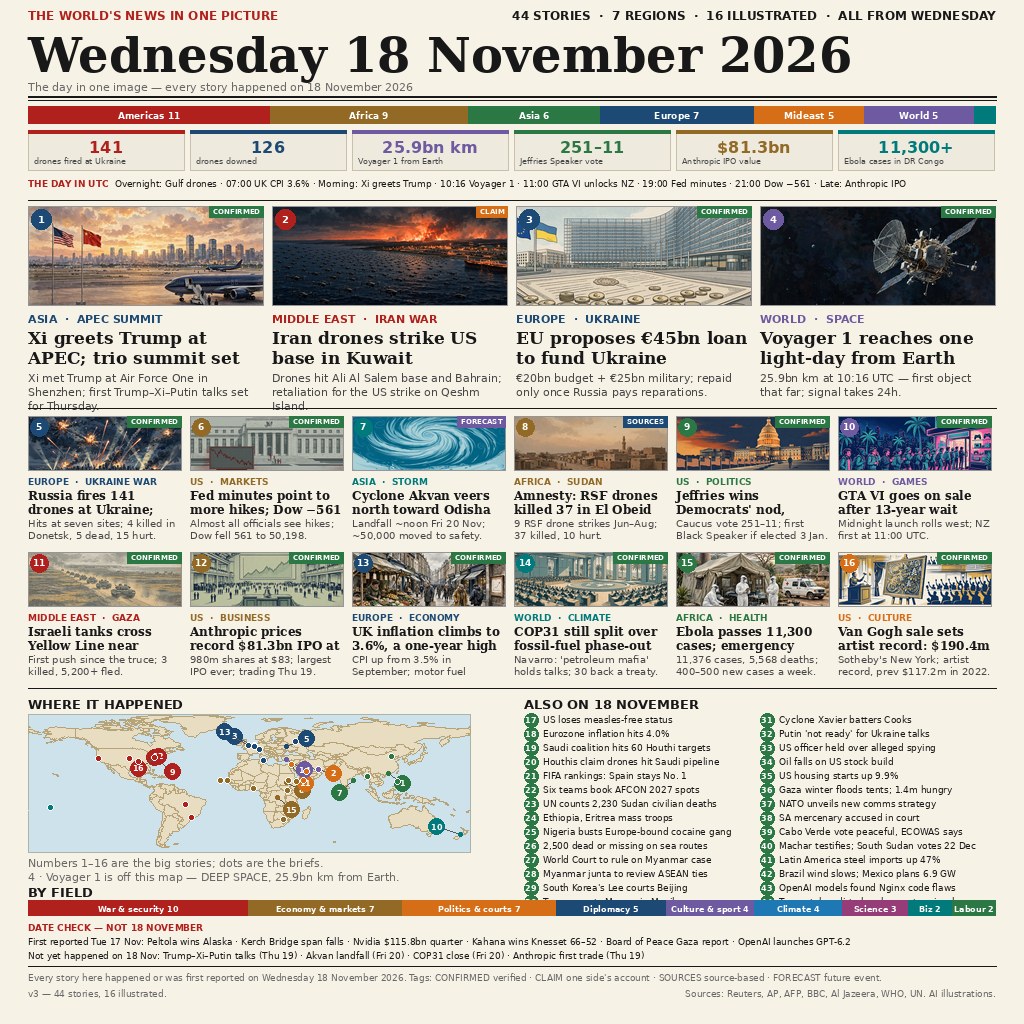 THE WORLD'S NEWS IN ONE PICTURE
44 STORIES · 7 REGIONS · 16 ILLUSTRATED · ALL FROM WEDNESDAY
Wednesday 18 November 2026
The day in one image — every story happened on 18 November 2026
Americas 11 Africa 9 Asia 6 Europe 7 Mideast 5 World 5
141
drones fired at Ukraine
126
drones downed
25.9bn km
Voyager 1 from Earth
251–11
Jeffries Speaker vote
$81.3bn
Anthropic IPO value
11,300+
Ebola cases in DR Congo
THE DAY IN UTC Overnight: Gulf drones · 07:00 UK CPI 3.6% · Morning: Xi greets Trump · 10:16 Voyager 1 · 11:00 GTA VI unlocks NZ · 19:00 Fed minutes · 21:00 Dow −561 · Late: Anthropic IPO
1
CONFIRMED
ASIA · APEC SUMMIT
Xi greets Trump at
APEC; trio summit set
Xi met Trump at Air Force One in
Shenzhen; first Trump–Xi–Putin talks set
for Thursday.
2
CLAIM
MIDDLE EAST · IRAN WAR
Iran drones strike US
base in Kuwait
Drones hit Ali Al Salem base and Bahrain;
retaliation for the US strike on Qeshm
Island.
3
CONFIRMED
EUROPE · UKRAINE
EU proposes €45bn loan
to fund Ukraine
€20bn budget + €25bn military; repaid
only once Russia pays reparations.
4
CONFIRMED
WORLD · SPACE
Voyager 1 reaches one
light-day from Earth
25.9bn km at 10:16 UTC — first object
that far; signal takes 24h.
5
CONFIRMED
EUROPE · UKRAINE WAR
Russia fires 141
drones at Ukraine;
Hits at seven sites; 4 killed in
Donetsk, 5 dead, 15 hurt.
6
CONFIRMED
US · MARKETS
Fed minutes point to
more hikes; Dow −561
Almost all officials see hikes;
Dow fell 561 to 50,198.
7
FORECAST
ASIA · STORM
Cyclone Akvan veers
north toward Odisha
Landfall ~noon Fri 20 Nov;
~50,000 moved to safety.
8
SOURCES
AFRICA · SUDAN
Amnesty: RSF drones
killed 37 in El Obeid
9 RSF drone strikes Jun–Aug;
37 killed, 10 hurt.
9
CONFIRMED
US · POLITICS
Jeffries wins
Democrats' nod,
Caucus vote 251–11; first
Black Speaker if elected 3 Jan.
10
CONFIRMED
WORLD · GAMES
GTA VI goes on sale
after 13-year wait
Midnight launch rolls west; NZ
first at 11:00 UTC.
11
CONFIRMED
MIDDLE EAST · GAZA
Israeli tanks cross
Yellow Line near
First push since the truce; 3
killed, 5,200+ fled.
12
CONFIRMED
US · BUSINESS
Anthropic prices
record $81.3bn IPO at
980m shares at $83; largest
IPO ever; trading Thu 19.
13
CONFIRMED
EUROPE · ECONOMY
UK inflation climbs to
3.6%, a one-year high
CPI up from 3.5% in
September; motor fuel
14
CONFIRMED
WORLD · CLIMATE
COP31 still split over
fossil-fuel phase-out
Navarro: 'petroleum mafia'
holds talks; 30 back a treaty.
15
CONFIRMED
AFRICA · HEALTH
Ebola passes 11,300
cases; emergency
11,376 cases, 5,568 deaths;
400–500 new cases a week.
16
CONFIRMED
US · CULTURE
Van Gogh sale sets
artist record: $190.4m
Sotheby's New York; artist
record, prev $117.2m in 2022.
WHERE IT HAPPENED
13
3
5
16
9
2
7
1
15
10
Numbers 1–16 are the big stories; dots are the briefs.
4 · Voyager 1 is off this map — DEEP SPACE, 25.9bn km from Earth.
ALSO ON 18 NOVEMBER
17 US loses measles-free status
18 Eurozone inflation hits 4.0%
19 Saudi coalition hits 60 Houthi targets
20 Houthis claim drones hit Saudi pipeline
21 FIFA rankings: Spain stays No. 1
22 Six teams book AFCON 2027 spots
23 UN counts 2,230 Sudan civilian deaths
24 Ethiopia, Eritrea mass troops
25 Nigeria busts Europe-bound cocaine gang
26 2,500 dead or missing on sea routes
27 World Court to rule on Myanmar case
28 Myanmar junta to review ASEAN ties
29 South Korea's Lee courts Beijing
31 Cyclone Xavier batters Cooks
32 Putin 'not ready' for Ukraine talks
33 US officer held over alleged spying
34 Oil falls on US stock build
35 US housing starts up 9.9%
36 Gaza winter floods tents; 1.4m hungry
37 NATO unveils new comms strategy
38 SA mercenary accused in court
39 Cabo Verde vote peaceful, ECOWAS says
40 Machar testifies; South Sudan votes 22 Dec
41 Latin America steel imports up 47%
42 Brazil wind slows; Mexico plans 6.9 GW
43 OpenAI models found Nginx code flaws
BY FIELD
War & security 10 Economy & markets 7 Politics & courts 7 Diplomacy 5 Culture & sport 4 Climate 4 Science 3 Biz 2 Labour 2
DATE CHECK — NOT 18 NOVEMBER
First reported Tue 17 Nov: Peltola wins Alaska · Kerch Bridge span falls · Nvidia $115.8bn quarter · Kahana wins Knesset 66–52 · Board of Peace Gaza report · OpenAI launches GPT-6.2
Not yet happened on 18 Nov: Trump–Xi–Putin talks (Thu 19) · Akvan landfall (Fri 20) · COP31 close (Fri 20) · Anthropic first trade (Thu 19)
Every story here happened or was first reported on Wednesday 18 November 2026. Tags: CONFIRMED verified · CLAIM one side's account · SOURCES source-based · FORECAST future event.
v3 — 44 stories, 16 illustrated.
Sources: Reuters, AP, AFP, BBC, Al Jazeera, WHO, UN. AI illustrations.